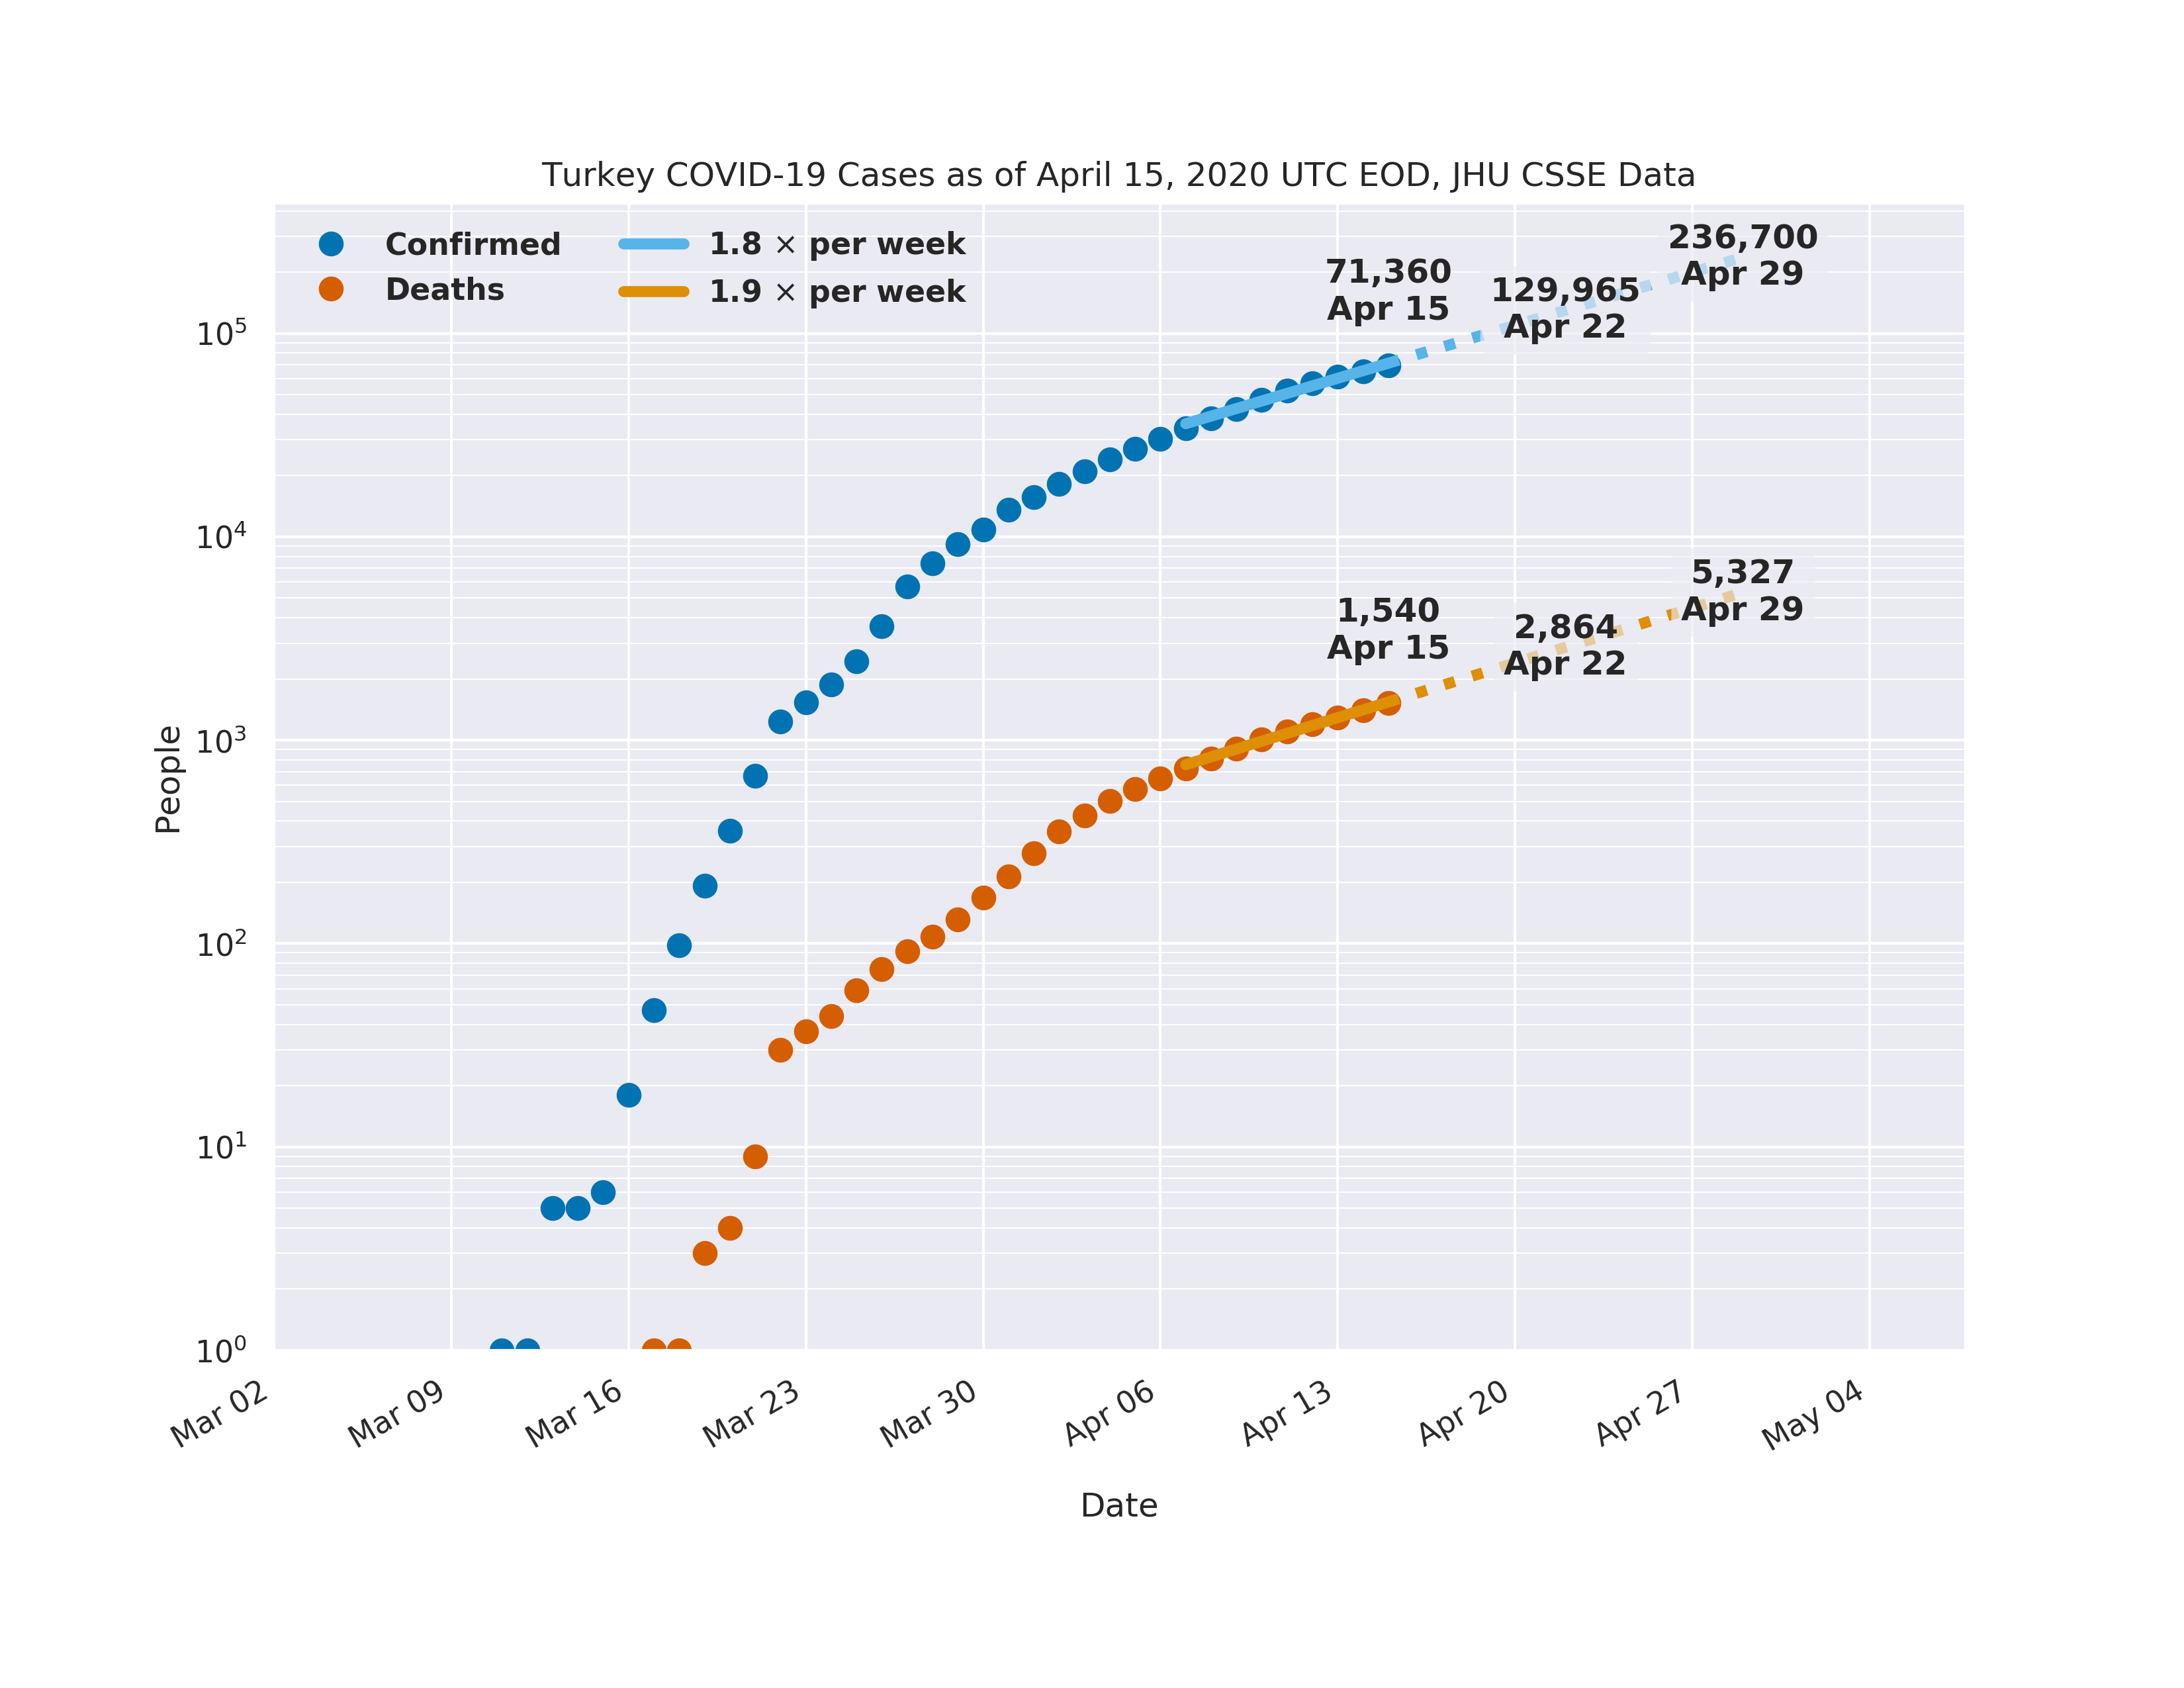 Turkey COVID-19 Cases as of April 15, 2020 UTC EOD, JHU CSSE Data
Confirmed
Deaths
1.8 × per week
1.9 × per week
71,360
Apr 15
129,965
Apr 22
236,700
Apr 29
1,540
Apr 15
2,864
Apr 22
5,327
Apr 29
People
10⁵
10⁴
10³
10²
10¹
10⁰
Mar 02
Mar 09
Mar 16
Mar 23
Mar 30
Apr 06
Apr 13
Apr 20
Apr 27
May 04
Date